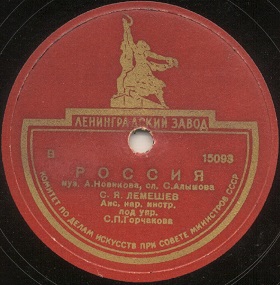 ЛЕНИНГРАДСКИЙ ЗАВОД
В 15093
РОССИЯ
муз. А.Новикова, сл. С.Алымова
С. Я. ЛЕМЕШЕВ
Анс. нар. инстр.
под упр.
С.П.Горчакова
КОМИТЕТ ПО ДЕЛАМ ИСКУССТВ ПРИ СОВЕТЕ МИНИСТРОВ СССР